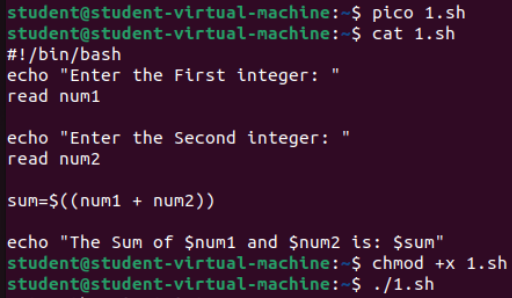 student@student-virtual-machine:~$ pico 1.sh
student@student-virtual-machine:~$ cat 1.sh
#!/bin/bash
echo "Enter the First integer: "
read num1

echo "Enter the Second integer: "
read num2

sum=$((num1 + num2))

echo "The Sum of $num1 and $num2 is: $sum"
student@student-virtual-machine:~$ chmod +x 1.sh
student@student-virtual-machine:~$ ./1.sh